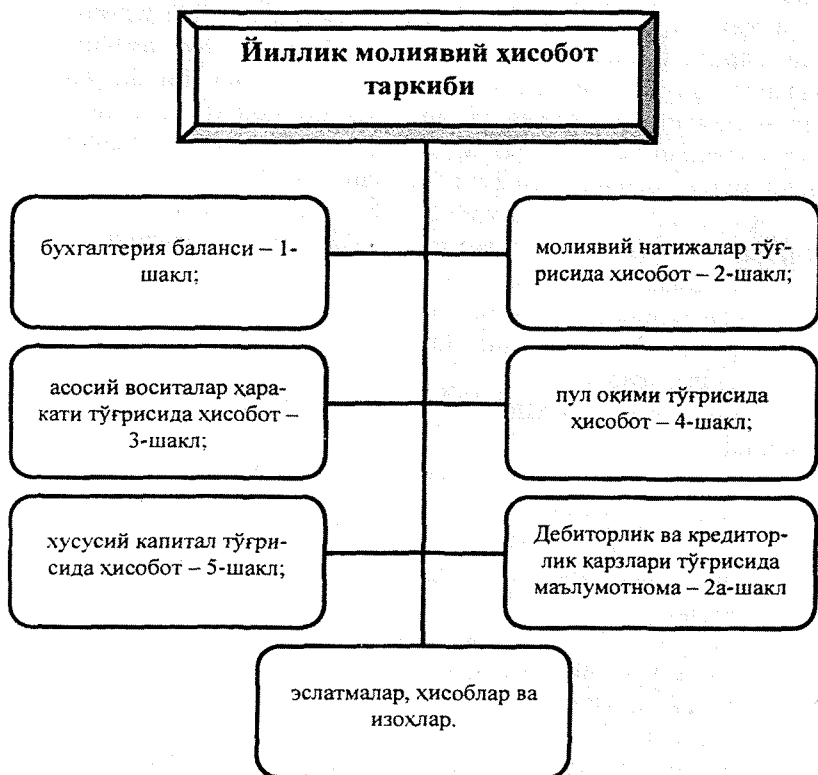 Йиллик молиявий ҳисобот
таркиби
бухгалтерия баланси – 1-
шакл;
молиявий натижалар тўғ-
рисида ҳисобот – 2-шакл;
асосий воситалар ҳара-
кати тўғрисида ҳисобот –
3-шакл;
пул оқими тўғрисида
ҳисобот – 4-шакл;
хусусий капитал тўғри-
сида ҳисобот – 5-шакл;
Дебиторлик ва кредитор-
лик қарзлари тўғрисида
маълумотнома – 2а-шакл
эслатмалар, ҳисоблар ва
изоҳлар.